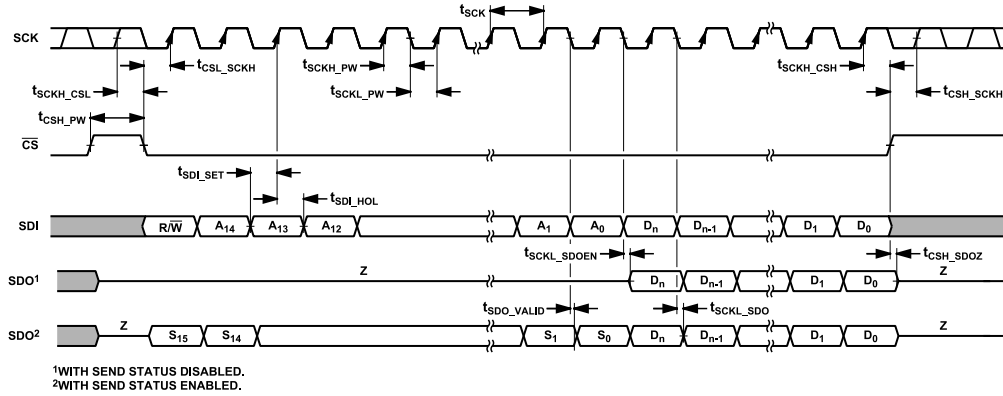 tSCK
SCK
tCSL_SCKH
tSCKH_PW
tSCKH_CSH
tSCKH_CSL
tSCKL_PW
tCSH_SCKH
tCSH_PW
CS
tSDI_SET
tSDI_HOL
SDI
R/W A14 A13 A12 A1 A0 Dn Dn-1 D1 D0
tSCKL_SDOEN
tCSH_SDOZ
SDO1 Z Dn Dn-1 D1 D0 Z
tSDO_VALID
tSCKL_SDO
SDO2 Z S15 S14 S1 S0 Dn Dn-1 D1 D0 Z
1WITH SEND STATUS DISABLED.
2WITH SEND STATUS ENABLED.